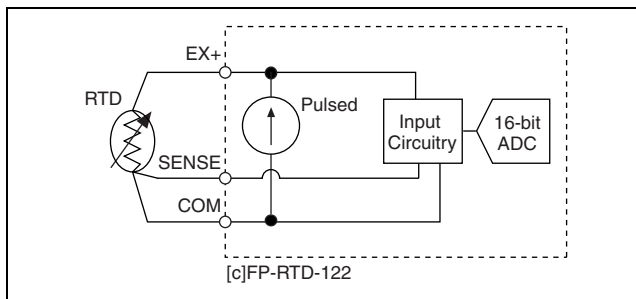 EX+
RTD
Pulsed
Input
Circuitry
16-bit
ADC
SENSE
COM
[c]FP-RTD-122